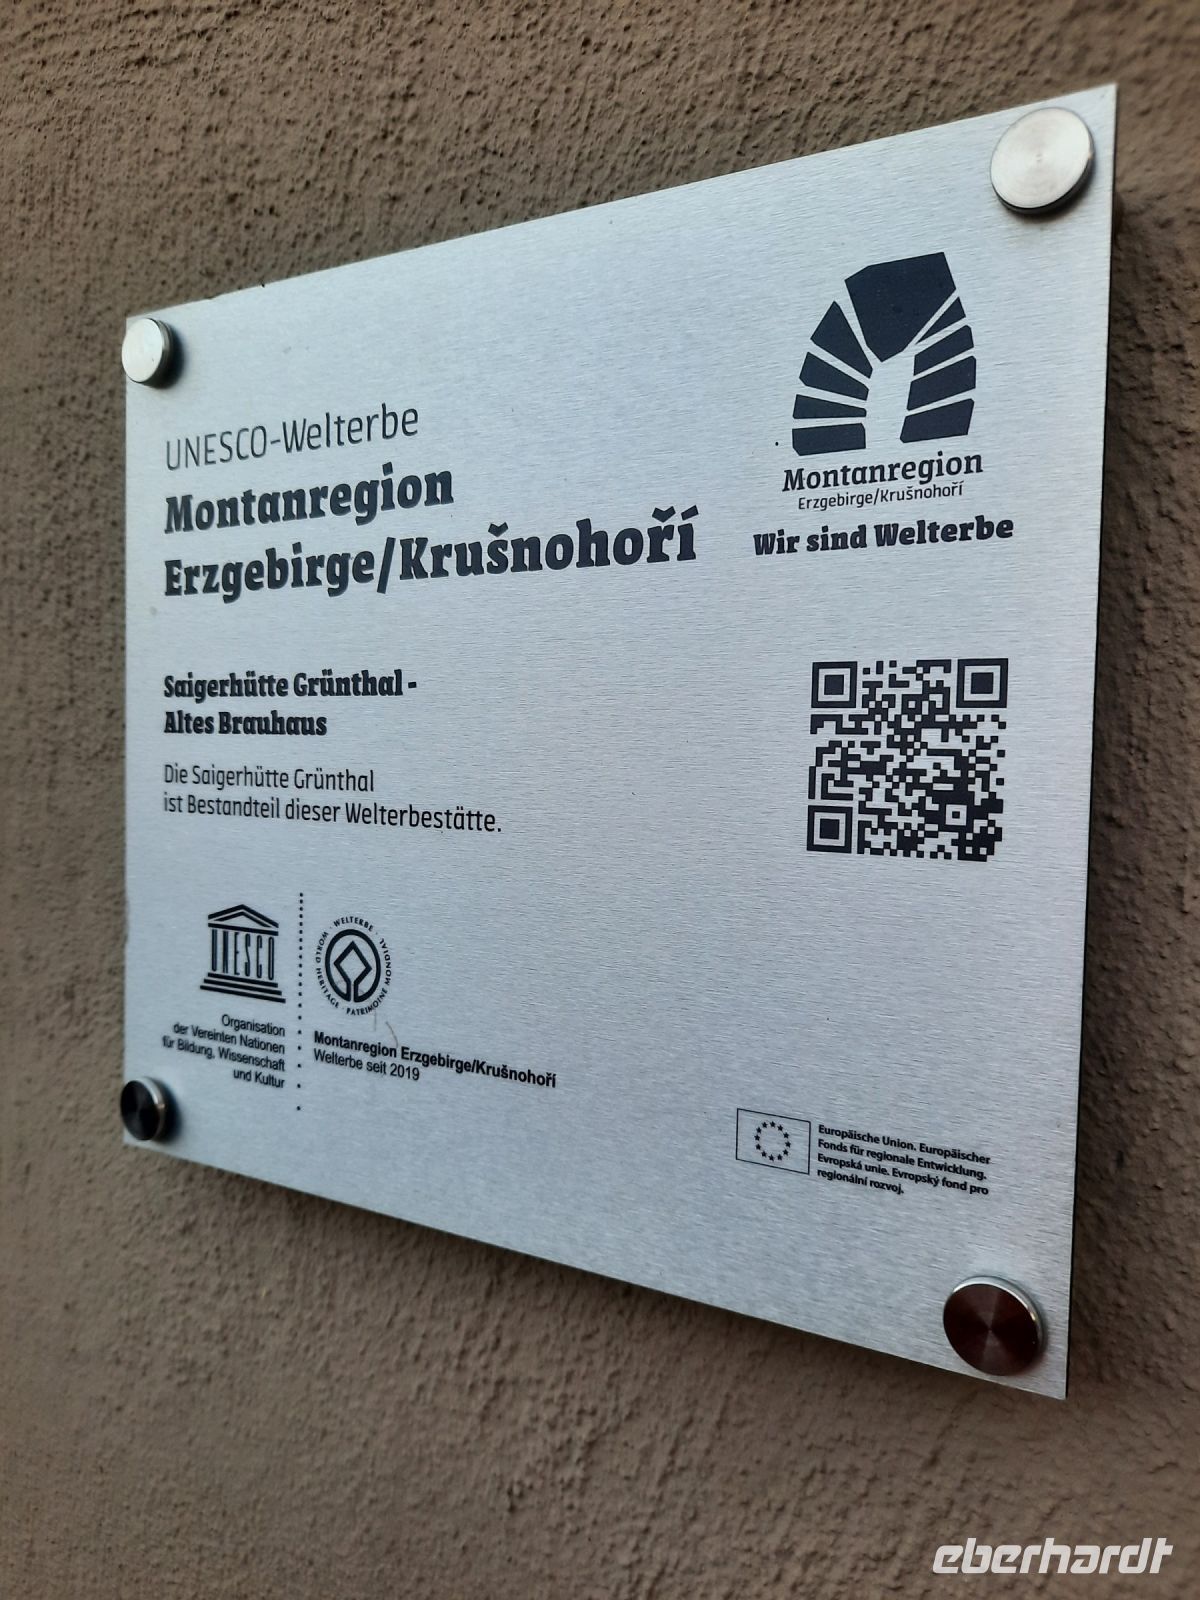 UNESCO-Welterbe
Montanregion
Erzgebirge/Krušnohoří
Montanregion
Erzgebirge/Krušnohoří
Wir sind Welterbe
Saigerhütte Grünthal -
Altes Brauhaus
Die Saigerhütte Grünthal
ist Bestandteil dieser Welterbestätte.
UNESCO
Organisation
der Vereinten Nationen
für Bildung, Wissenschaft
und Kultur
WELTERBE · PATRIMOINE MONDIAL · WORLD HERITAGE ·
Montanregion Erzgebirge/Krušnohoří
Welterbe seit 2019
Europäische Union. Europäischer
Fonds für regionale Entwicklung.
Evropská unie. Evropský fond pro
regionální rozvoj.
eberhardt